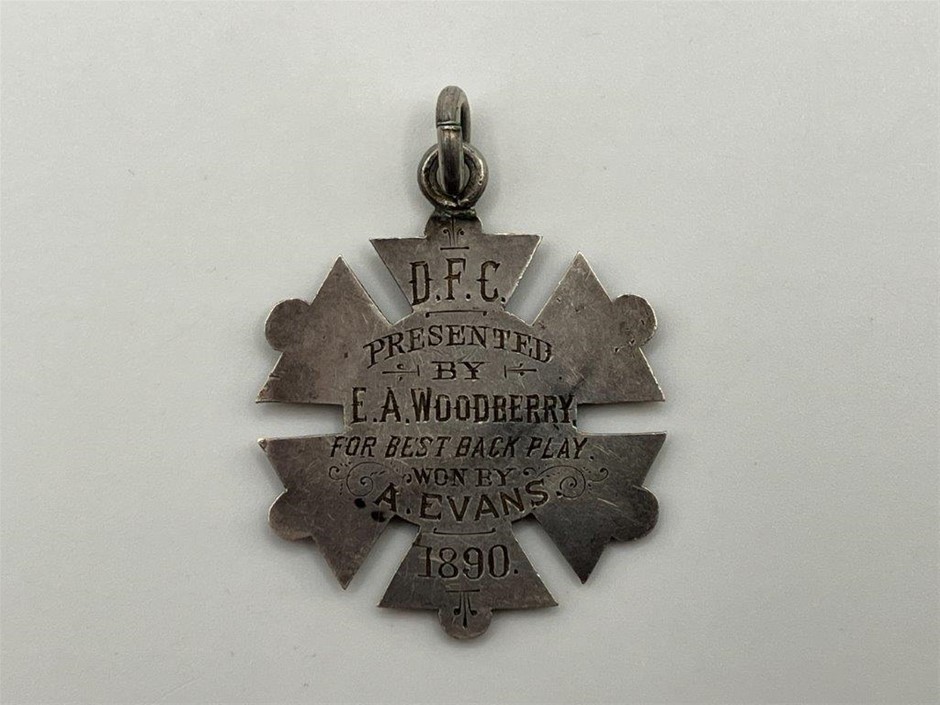 D.F.C.
PRESENTED
BY
E.A.WOODBERRY
FOR BEST BACK PLAY.
WON BY
A.EVANS.
1890.